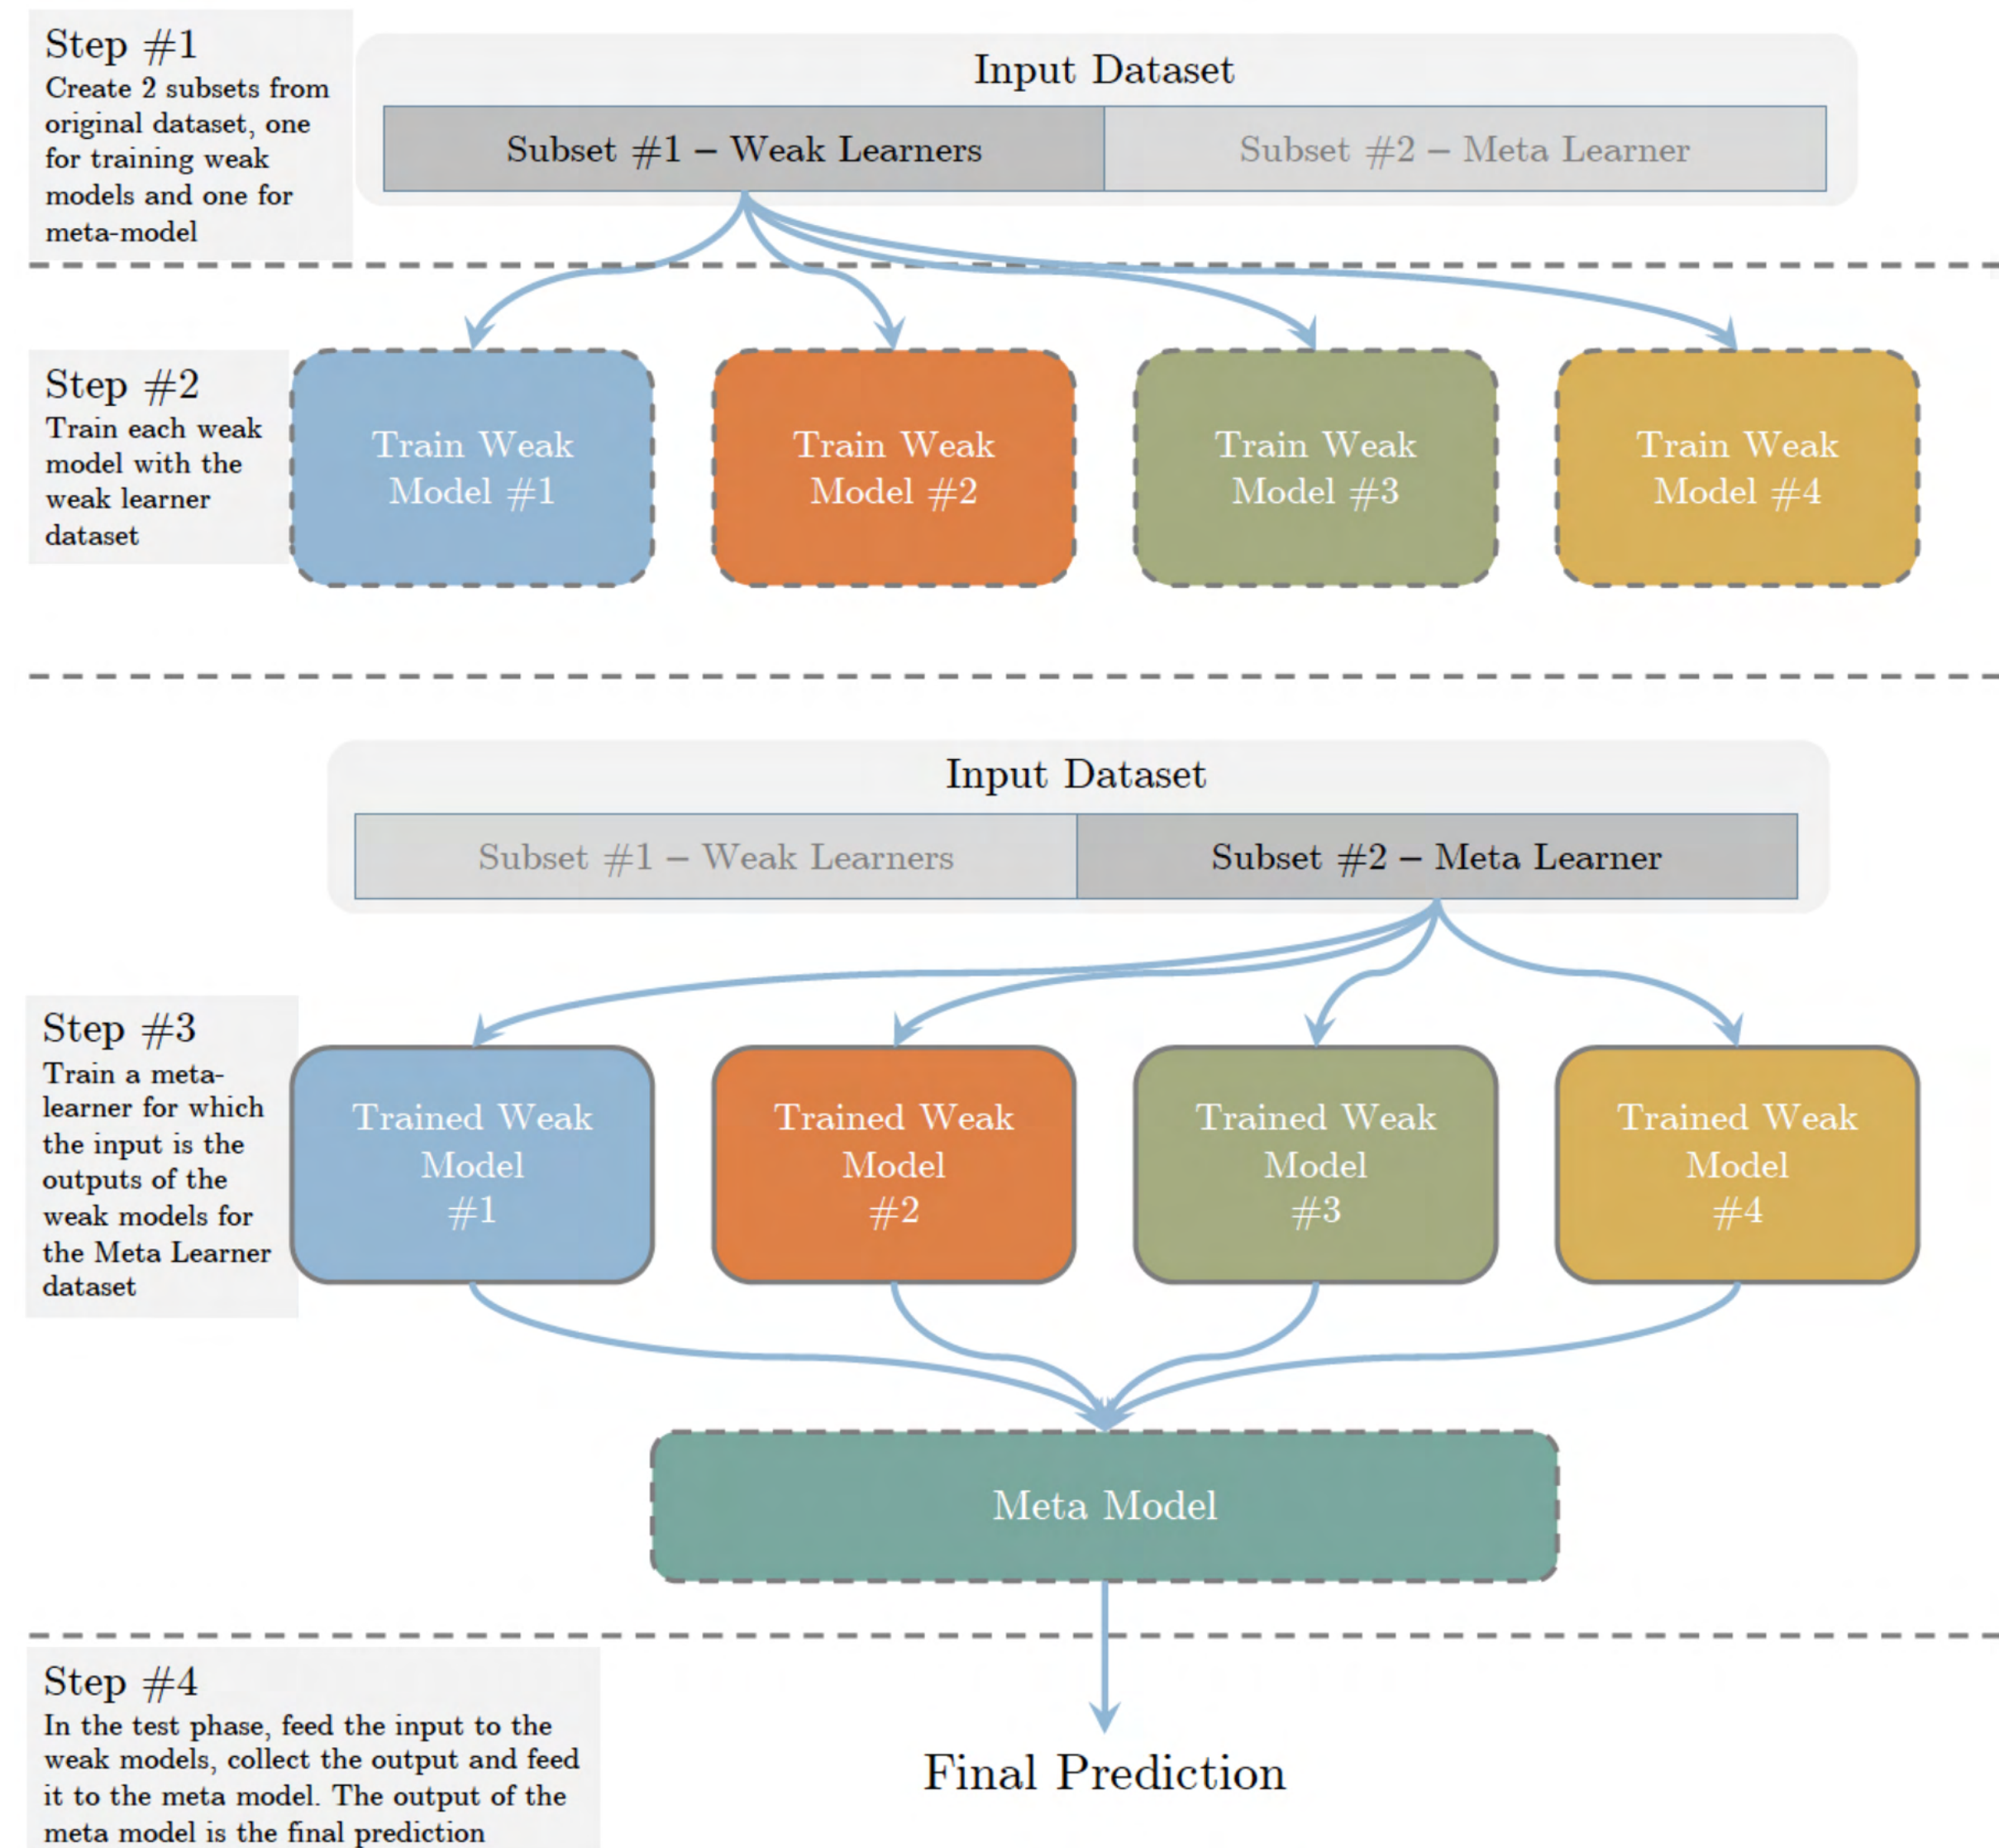 Step #1
Create 2 subsets from
original dataset, one
for training weak
models and one for
meta-model
Input Dataset
Subset #1 – Weak Learners
Subset #2 – Meta Learner
Step #2
Train each weak
model with the
weak learner
dataset
Train Weak
Model #1
Train Weak
Model #2
Train Weak
Model #3
Train Weak
Model #4
Input Dataset
Subset #1 – Weak Learners
Subset #2 – Meta Learner
Step #3
Train a meta-
learner for which
the input is the
outputs of the
weak models for
the Meta Learner
dataset
Trained Weak
Model
#1
Trained Weak
Model
#2
Trained Weak
Model
#3
Trained Weak
Model
#4
Meta Model
Step #4
In the test phase, feed the input to the
weak models, collect the output and feed
it to the meta model. The output of the
meta model is the final prediction
Final Prediction